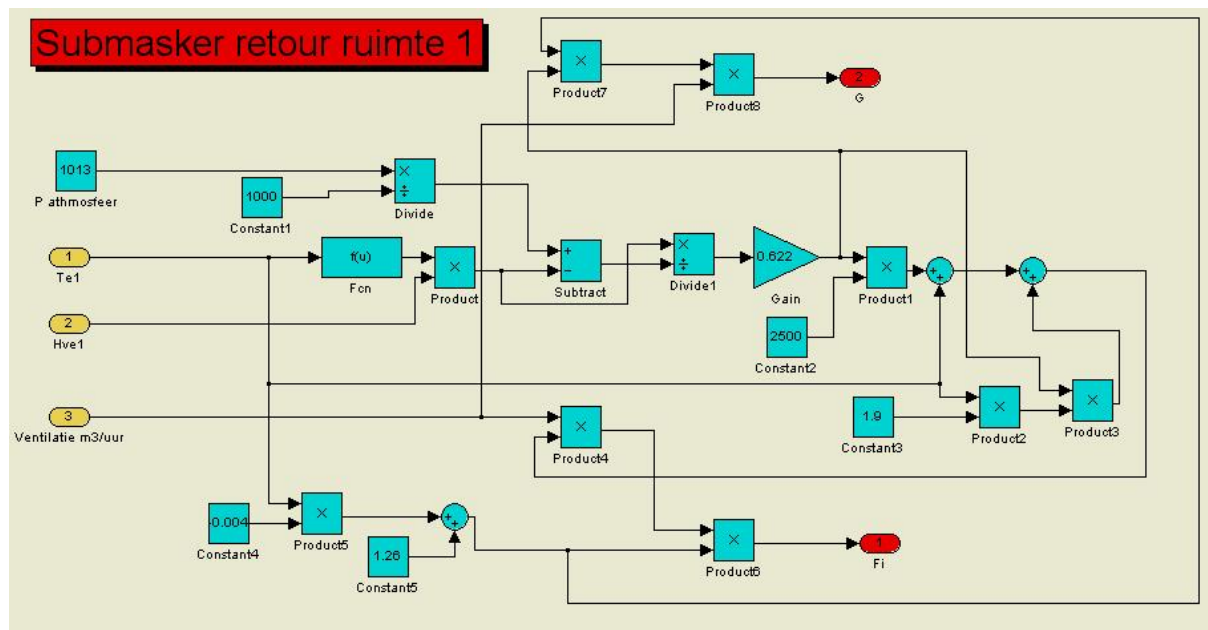 Submasker retour ruimte 1
×
Product7
×
Product8
2
G
1013
P athmosfeer
1000
Constant1
×
÷
Divide
1
Te1
f(u)
Fcn
×
Product
+
−
Subtract
×
÷
Divide1
0.622
Gain
×
Product1
+
+
+
+
2
Hve1
2500
Constant2
3
Ventilatie m3/uur
×
Product4
1.9
Constant3
×
Product2
×
Product3
-0.004
Constant4
×
Product5
+
+
1.26
Constant5
×
Product6
1
Fi